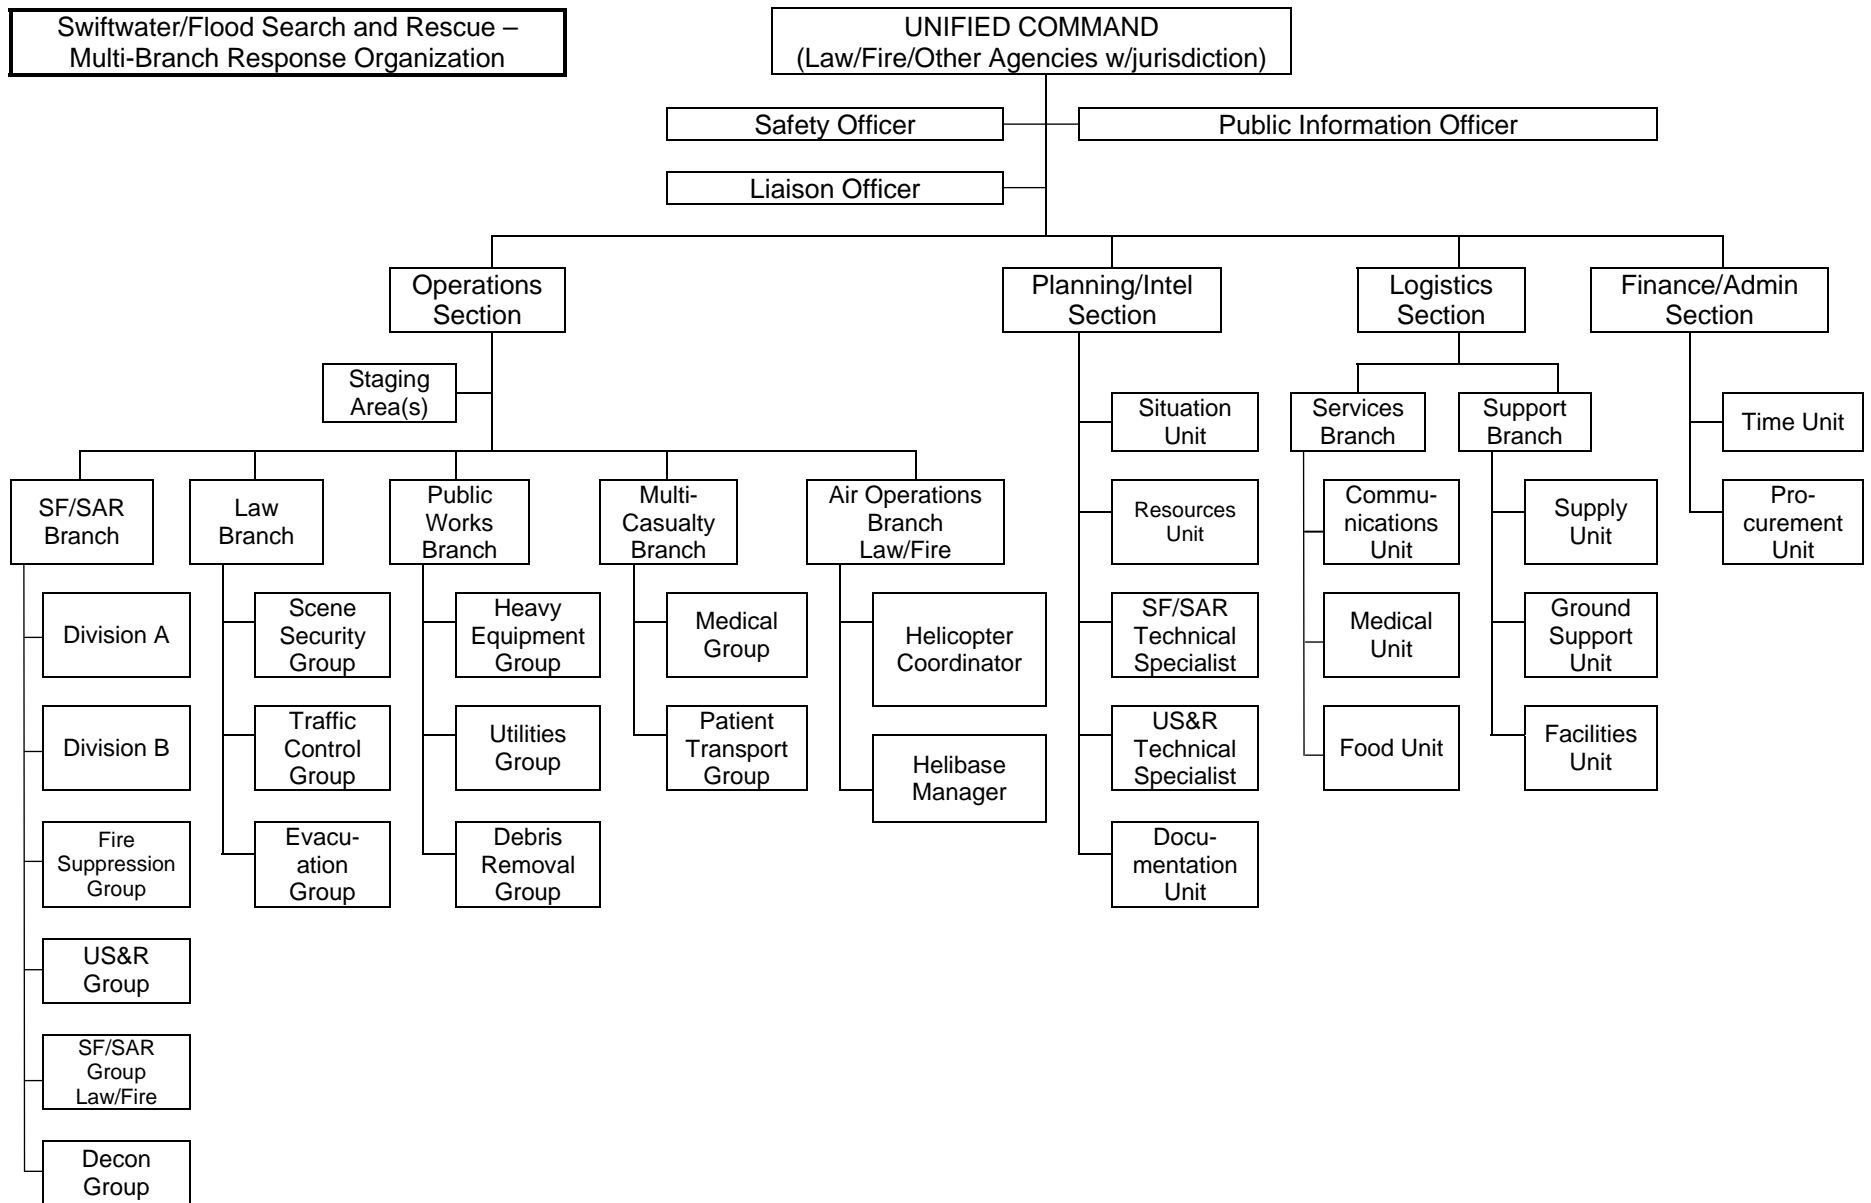 Swiftwater/Flood Search and Rescue –
Multi-Branch Response Organization
UNIFIED COMMAND
(Law/Fire/Other Agencies w/jurisdiction)
Safety Officer
Public Information Officer
Liaison Officer
Operations
Section
Planning/Intel
Section
Logistics
Section
Finance/Admin
Section
Staging
Area(s)
SF/SAR
Branch
Division A
Division B
Fire
Suppression
Group
US&R
Group
SF/SAR
Group
Law/Fire
Decon
Group
Law
Branch
Scene
Security
Group
Traffic
Control
Group
Evacu-
ation
Group
Public
Works
Branch
Heavy
Equipment
Group
Utilities
Group
Debris
Removal
Group
Multi-
Casualty
Branch
Medical
Group
Patient
Transport
Group
Air Operations
Branch
Law/Fire
Helicopter
Coordinator
Helibase
Manager
Situation
Unit
Resources
Unit
SF/SAR
Technical
Specialist
US&R
Technical
Specialist
Docu-
mentation
Unit
Services
Branch
Commu-
nications
Unit
Medical
Unit
Food Unit
Support
Branch
Supply
Unit
Ground
Support
Unit
Facilities
Unit
Time Unit
Pro-
curement
Unit